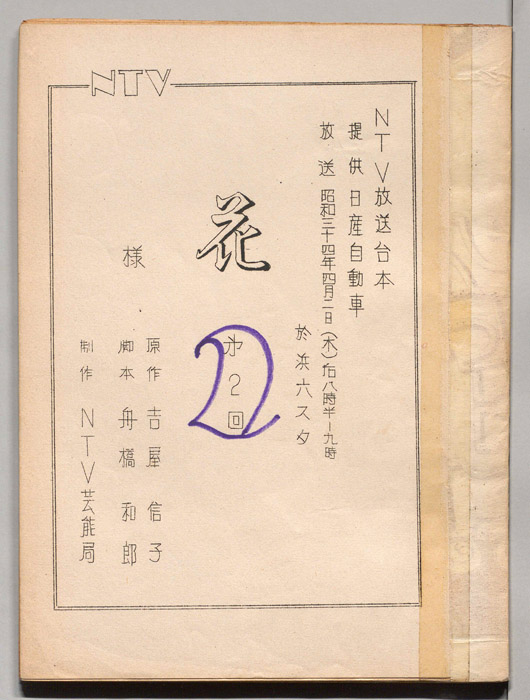 NTV
NTV放送台本
提供 日産自動車
放送 昭和三十四年四月二日(木)后八時半－九時
於浜六スタ
花
㐧2回
2
様
原作 吉屋信子
脚本 舟橋和郎
制作 NTV芸能局